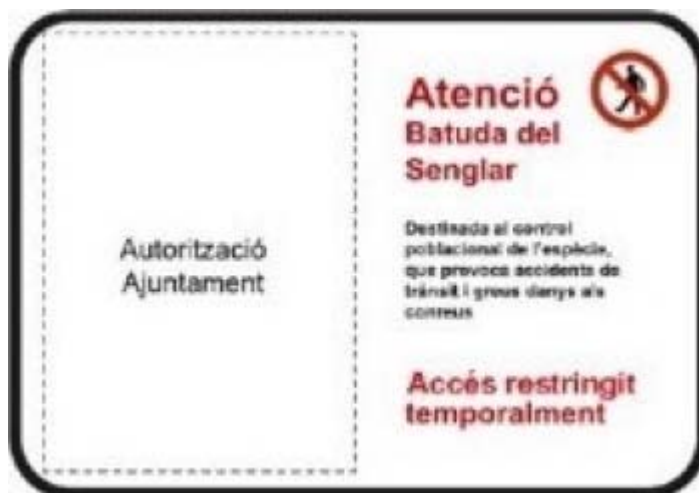 Autorització
Ajuntament
Atenció
Batuda del
Senglar
Destinada al control
poblacional de l'espècie,
que provoca accidents de
trànsit i greus danys als
conreus
Accés restringit
temporalment